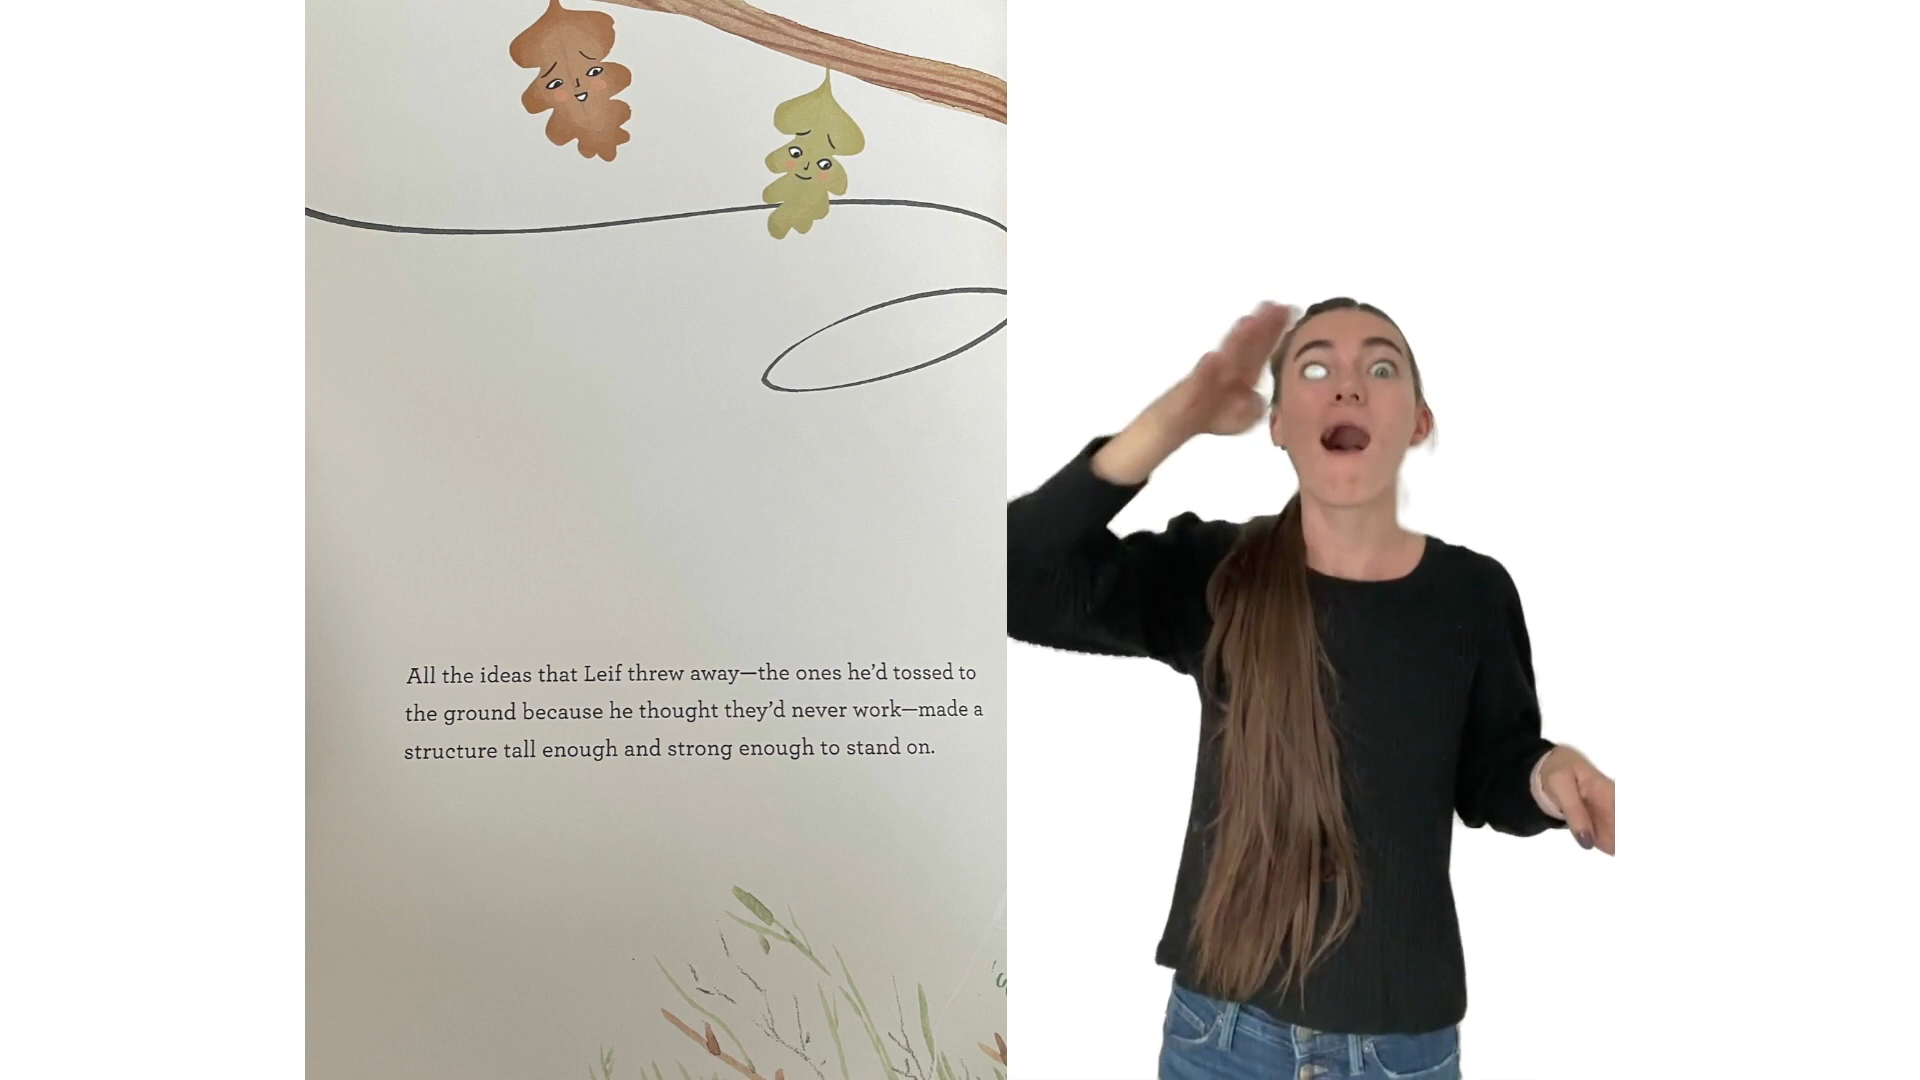 All the ideas that Leif threw away—the ones he’d tossed to
the ground because he thought they’d never work—made a
structure tall enough and strong enough to stand on.